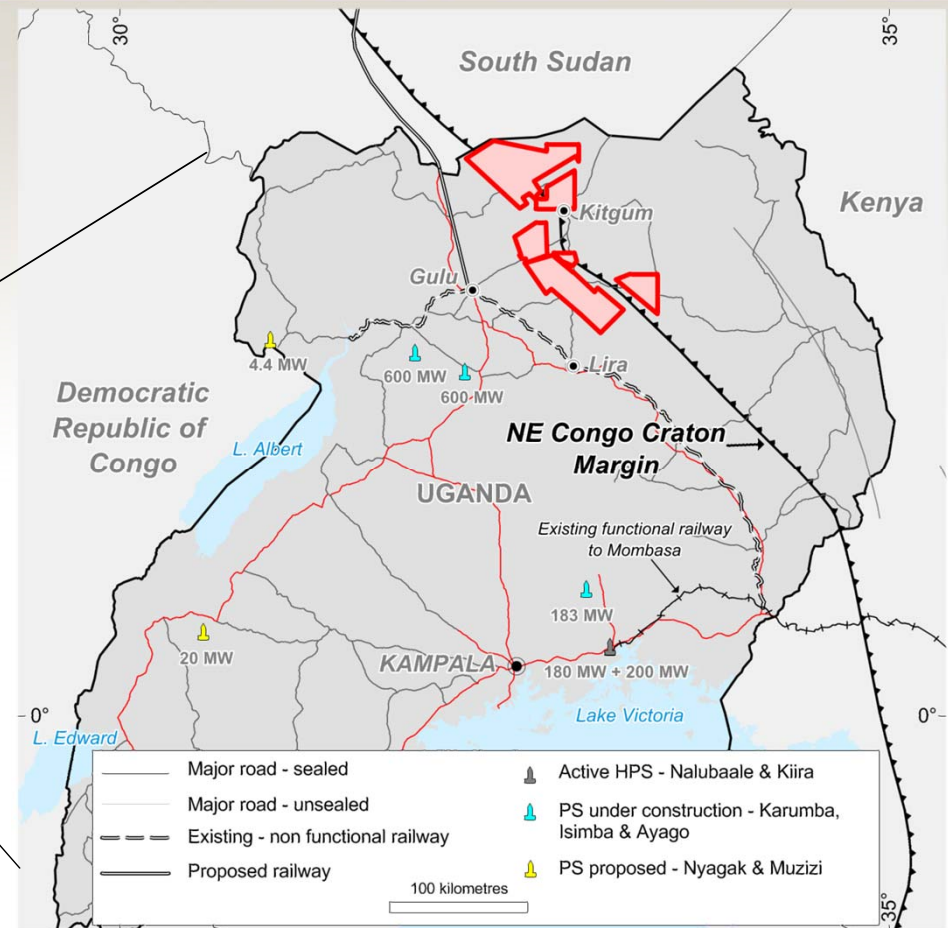 30°
35°
South Sudan
Kenya
Kitgum
Gulu
4.4 MW
600 MW
600 MW
Lira
Democratic
Republic of
Congo
L. Albert
NE Congo Craton
Margin
UGANDA
Existing functional railway
to Mombasa
183 MW
20 MW
KAMPALA
180 MW + 200 MW
0°
0°
Lake Victoria
L. Edward
Major road - sealed
Major road - unsealed
Existing - non functional railway
Proposed railway
Active HPS - Nalubaale & Kiira
PS under construction - Karumba,
Isimba & Ayago
PS proposed - Nyagak & Muzizi
100 kilometres
35°